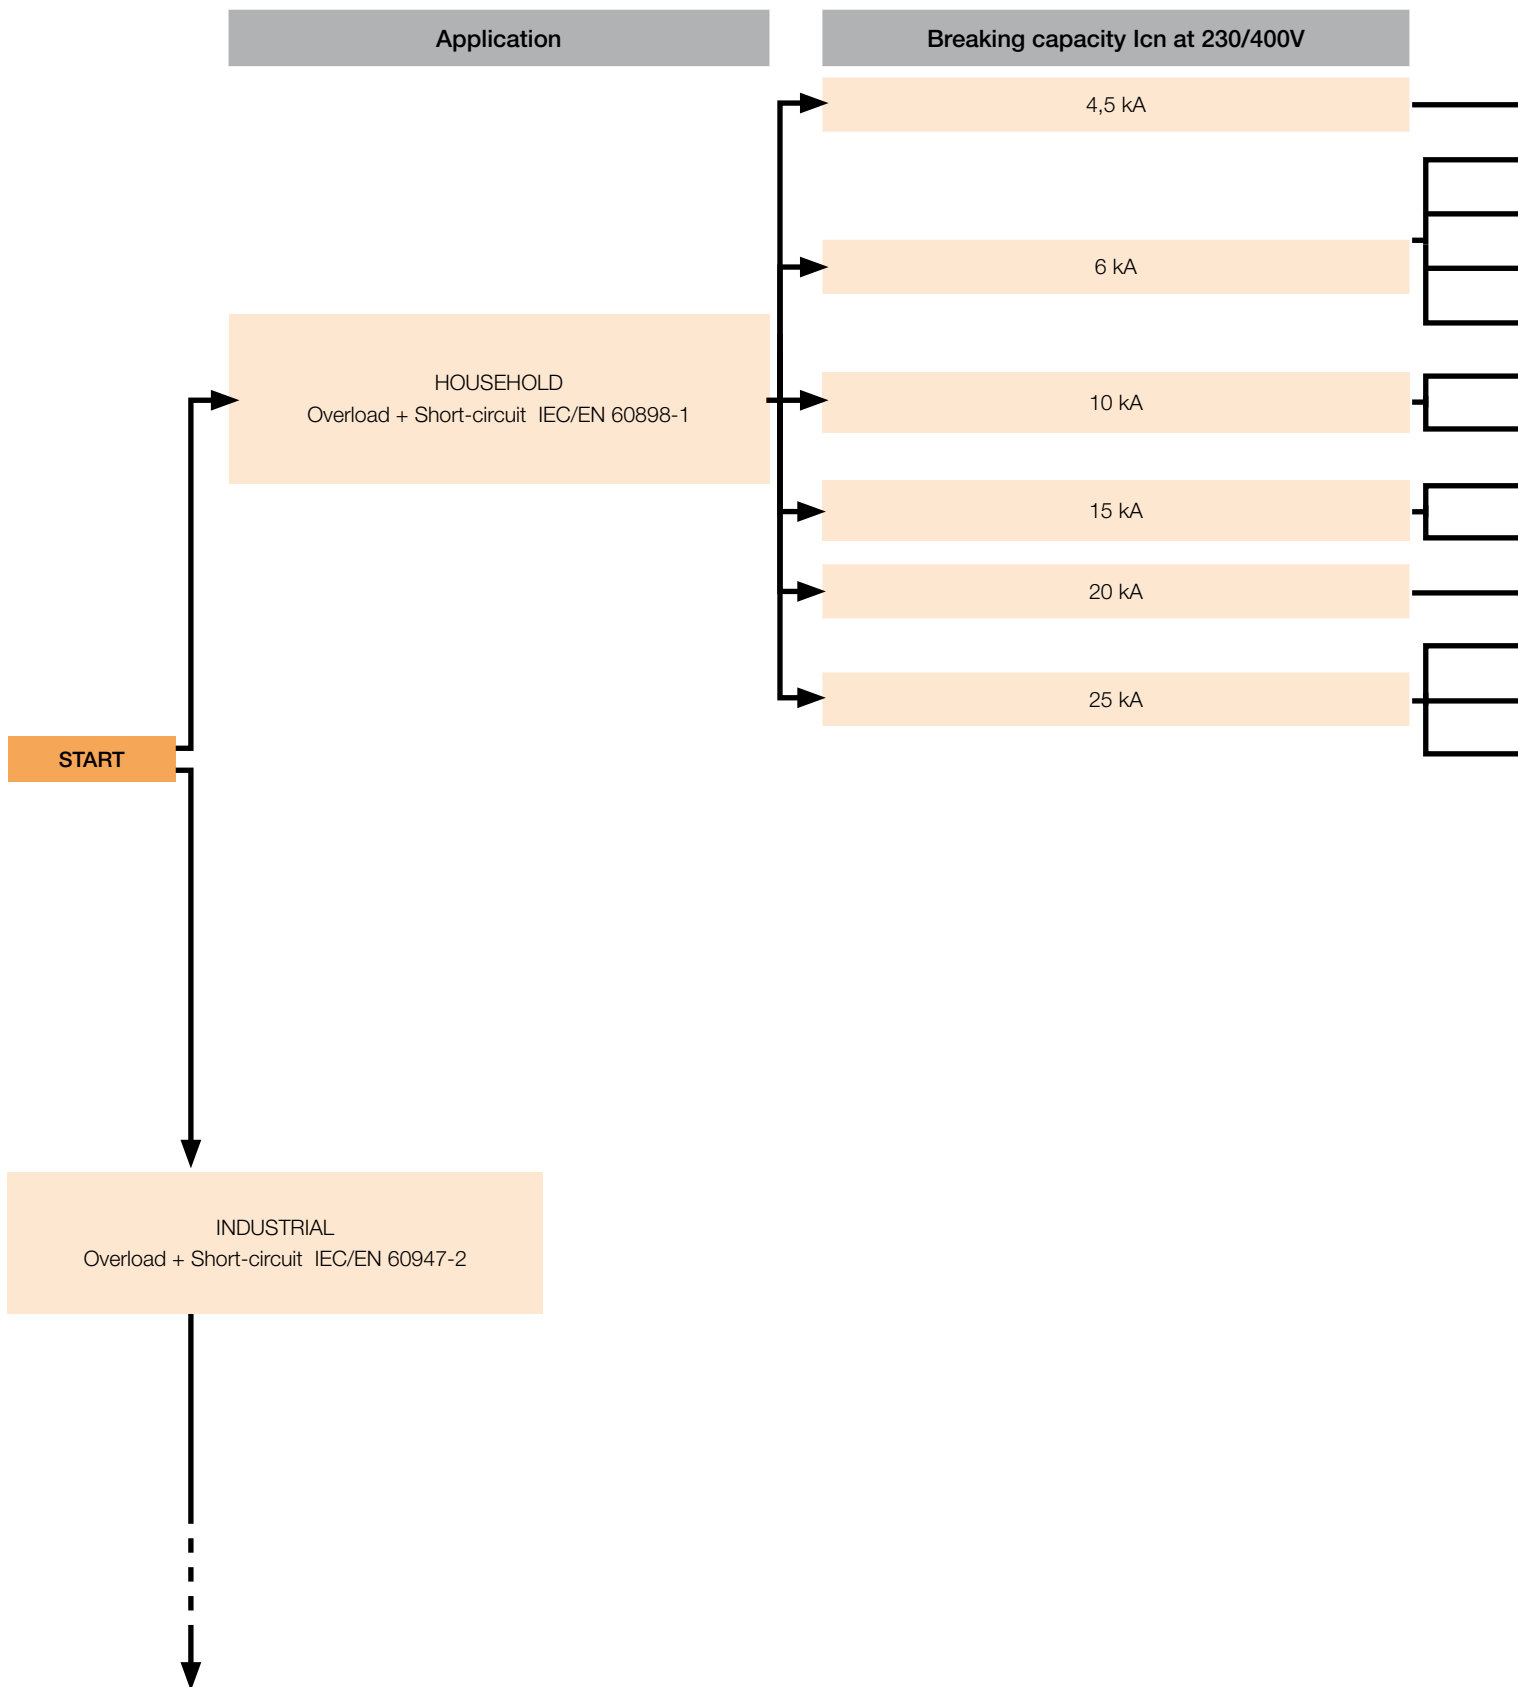 Application
Breaking capacity Icn at 230/400V
4,5 kA
6 kA
HOUSEHOLD
Overload + Short-circuit IEC/EN 60898-1
10 kA
15 kA
20 kA
25 kA
START
INDUSTRIAL
Overload + Short-circuit IEC/EN 60947-2